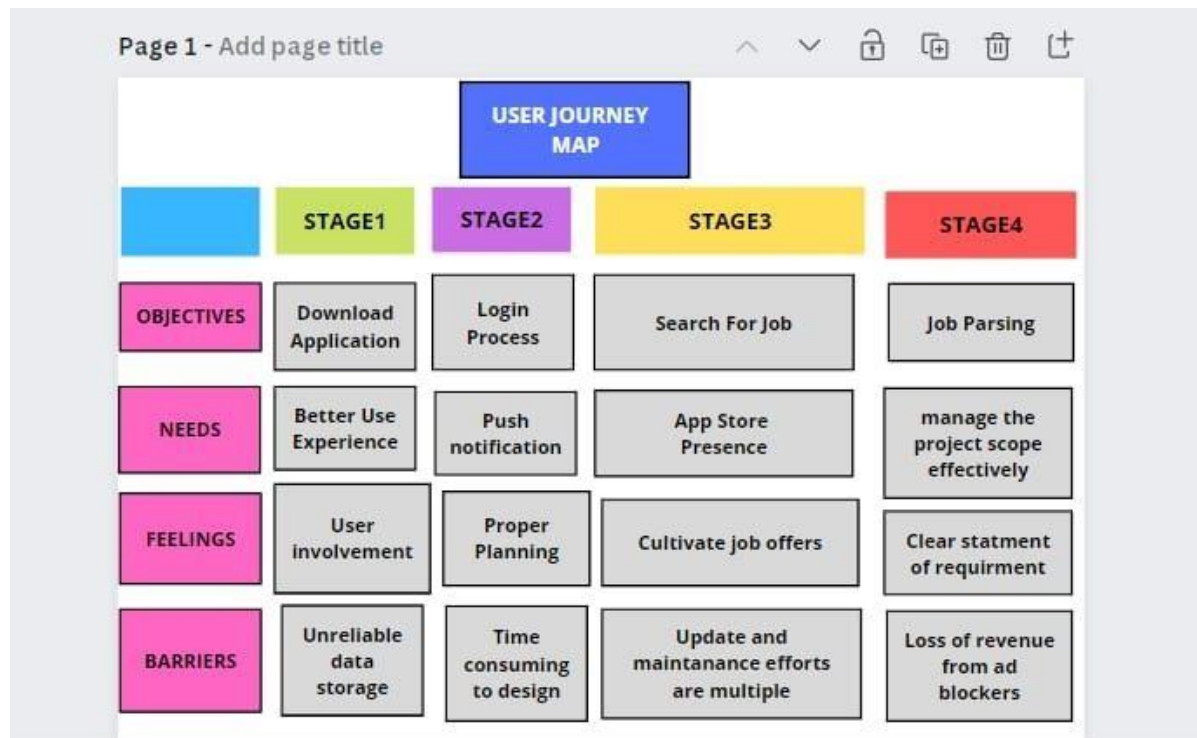 Page 1 - Add page title
USER JOURNEY
MAP
STAGE1
STAGE2
STAGE3
STAGE4
OBJECTIVES
Download
Application
Login
Process
Search For Job
Job Parsing
NEEDS
Better Use
Experience
Push
notification
App Store
Presence
manage the
project scope
effectively
FEELINGS
User
involvement
Proper
Planning
Cultivate job offers
Clear statment
of requirment
BARRIERS
Unreliable
data
storage
Time
consuming
to design
Update and
maintanance efforts
are multiple
Loss of revenue
from ad
blockers